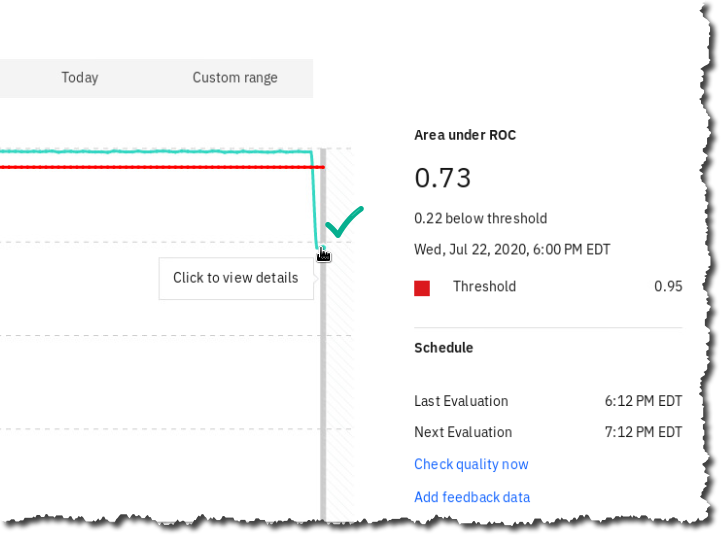 Today
Custom range
Click to view details
Area under ROC
0.73
0.22 below threshold
Wed, Jul 22, 2020, 6:00 PM EDT
Threshold 0.95
Schedule
Last Evaluation 6:12 PM EDT
Next Evaluation 7:12 PM EDT
Check quality now
Add feedback data